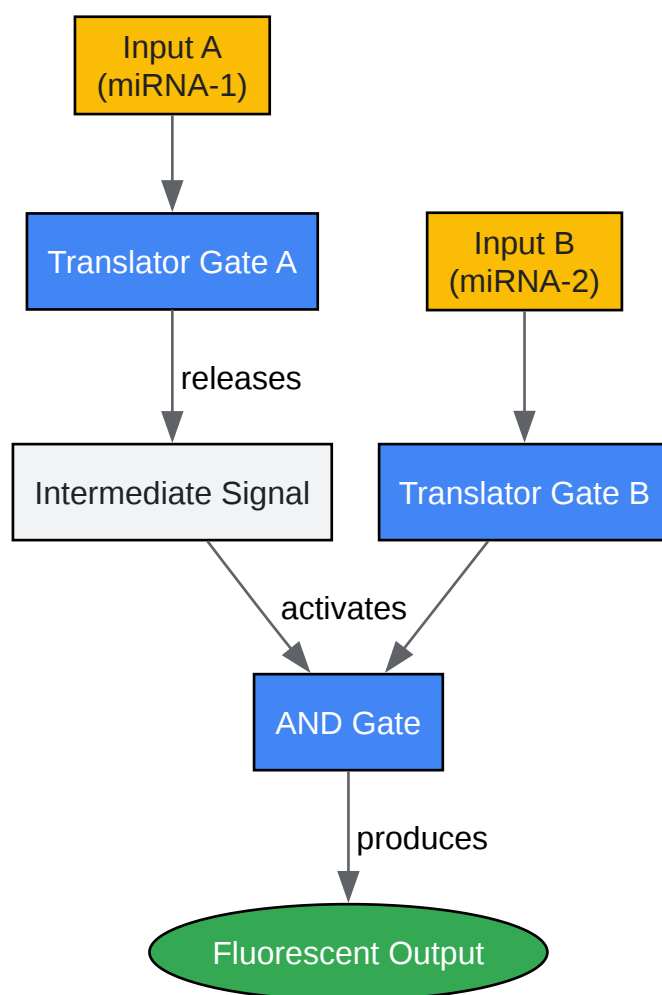 Input A
(miRNA-1)
Translator Gate A
Input B
(miRNA-2)
releases
Intermediate Signal
Translator Gate B
activates
AND Gate
produces
Fluorescent Output